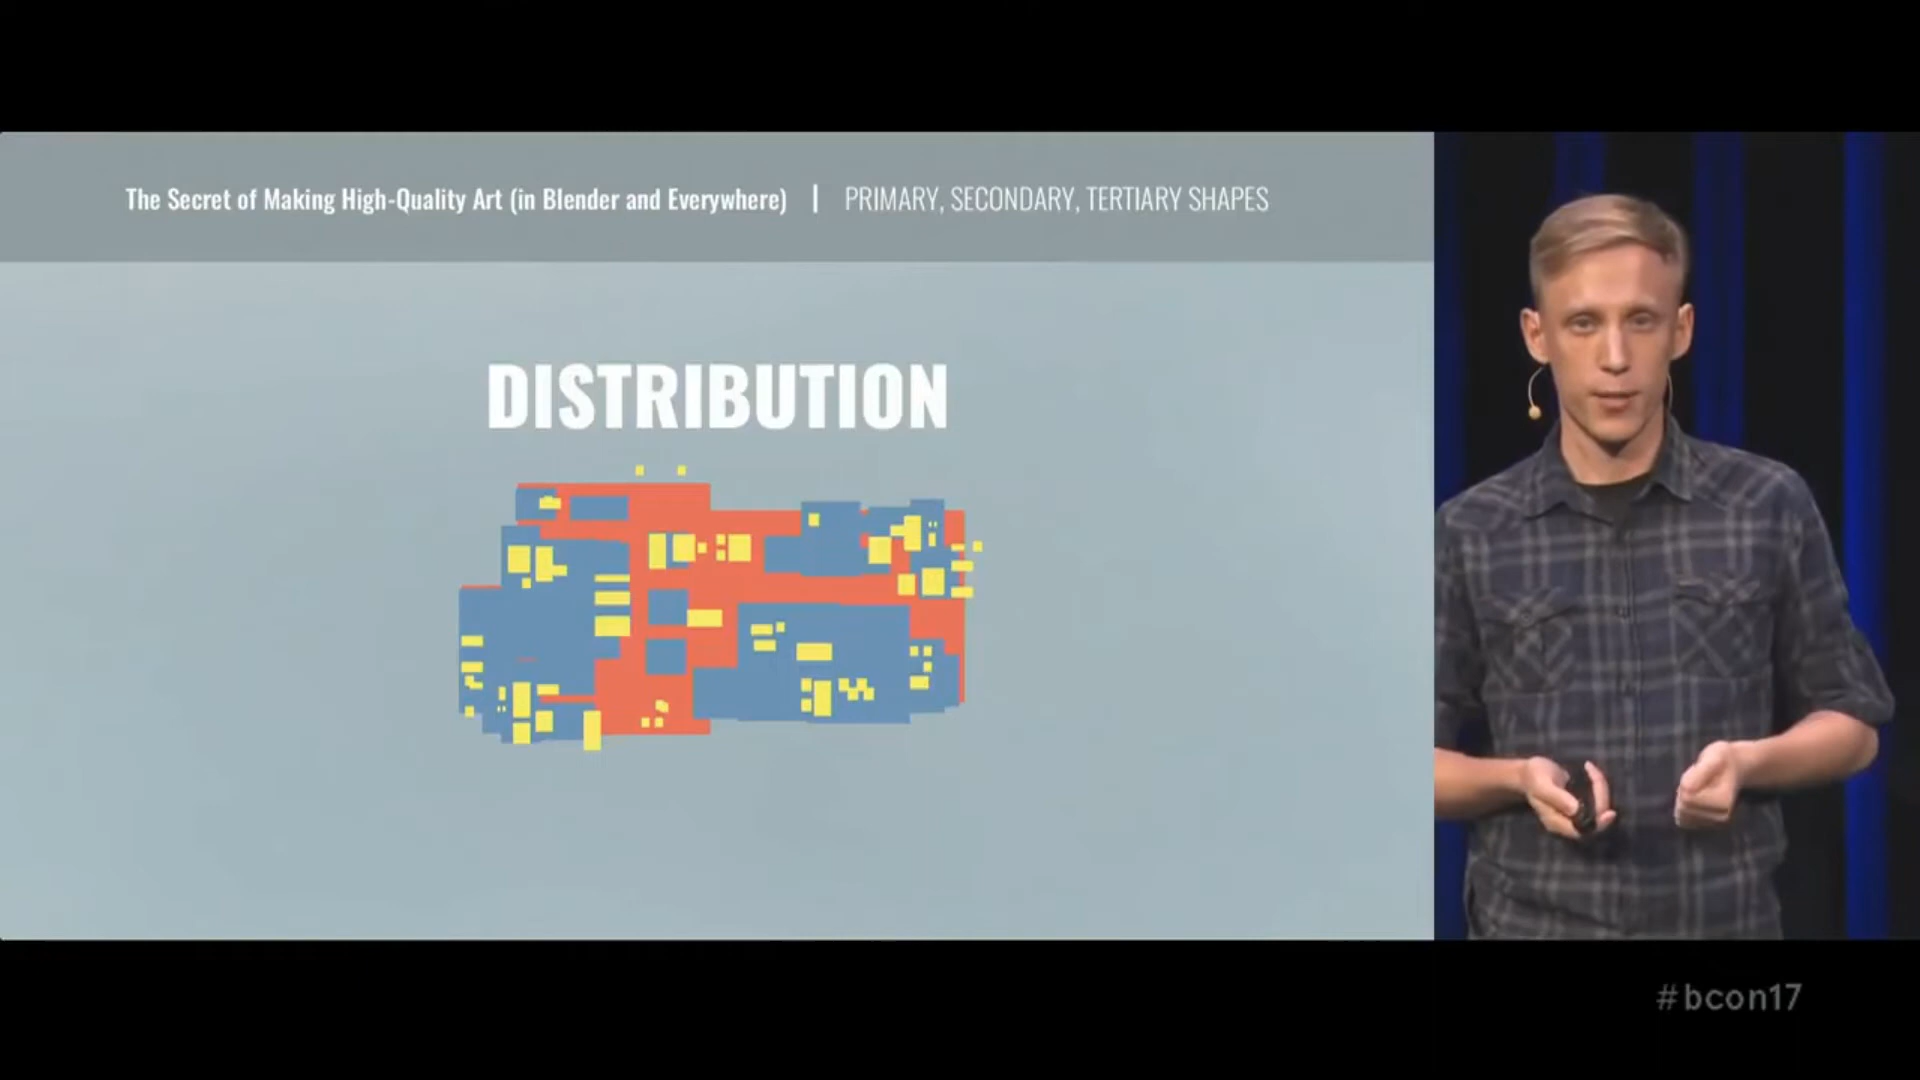 The Secret of Making High-Quality Art (in Blender and Everywhere) | PRIMARY, SECONDARY, TERTIARY SHAPES
DISTRIBUTION
#bcon17